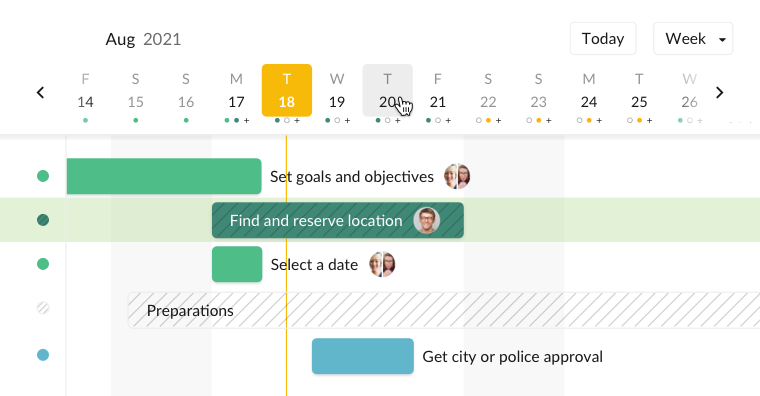 Aug 2021
Today
Week
F S S M T W T F S S M T W
14 15 16 17 18 19 20 21 22 23 24 25 26
Set goals and objectives
Find and reserve location
Select a date
Preparations
Get city or police approval